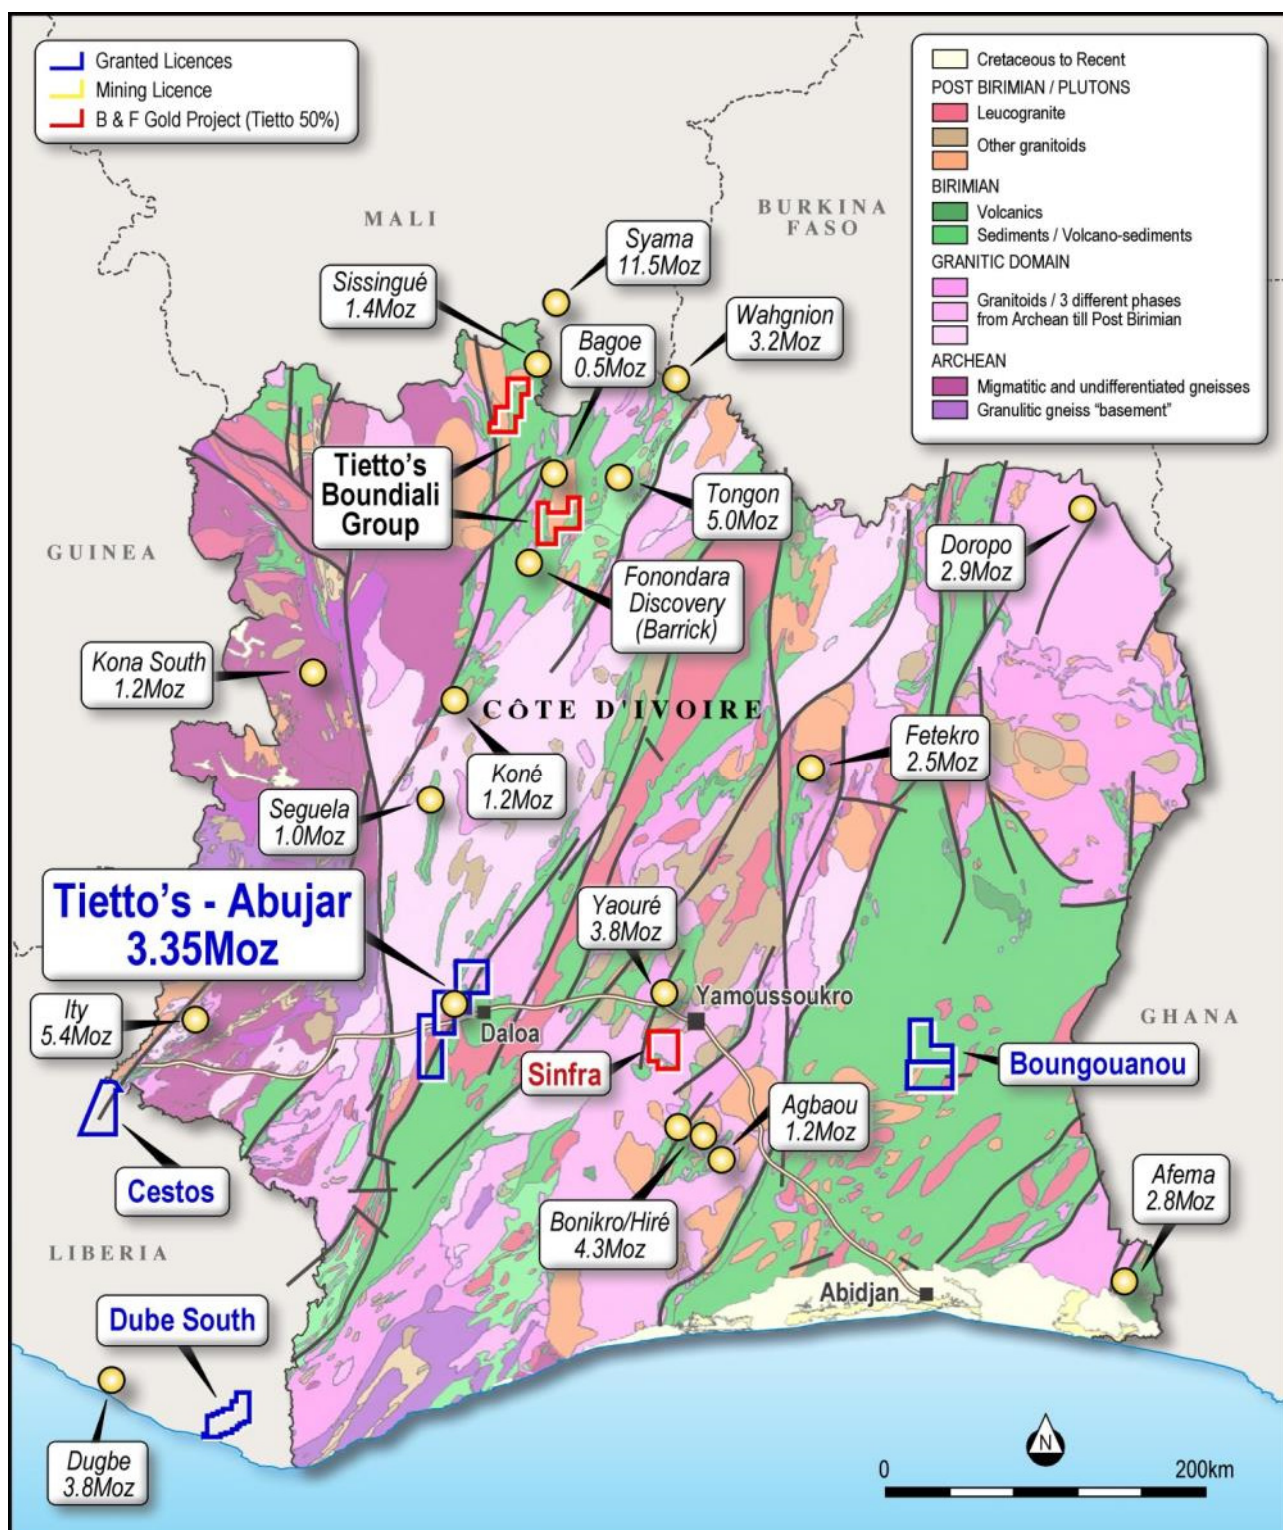 Granted Licences
Mining Licence
B & F Gold Project (Tietto 50%)
Cretaceous to Recent
POST BIRIMIAN / PLUTONS
Leucogranite
Other granitoids
BIRIMIAN
Volcanics
Sediments / Volcano-sediments
GRANITIC DOMAIN
Granitoids / 3 different phases
from Archean till Post Birimian
ARCHEAN
Migmatitic and undifferentiated gneisses
Granulitic gneiss “basement”
MALI
BURKINA
FASO
Syama
11.5Moz
Sissingué
1.4Moz
Wahgnion
3.2Moz
Bagoe
0.5Moz
Tietto's
Boundiali
Group
Tongon
5.0Moz
Doropo
2.9Moz
GUINEA
Fonondara
Discovery
(Barrick)
Kona South
1.2Moz
CÔTE D'IVOIRE
Fetekro
2.5Moz
Koné
1.2Moz
Seguela
1.0Moz
Tietto's - Abujar
3.35Moz
Yaouré
3.8Moz
Ity
5.4Moz
Yamoussoukro
Daloa
GHANA
Sinfra
Boungouanou
Agbaou
1.2Moz
Cestos
Afema
2.8Moz
Bonikro/Hiré
4.3Moz
LIBERIA
Abidjan
Dube South
Dugbe
3.8Moz
N
0 200km